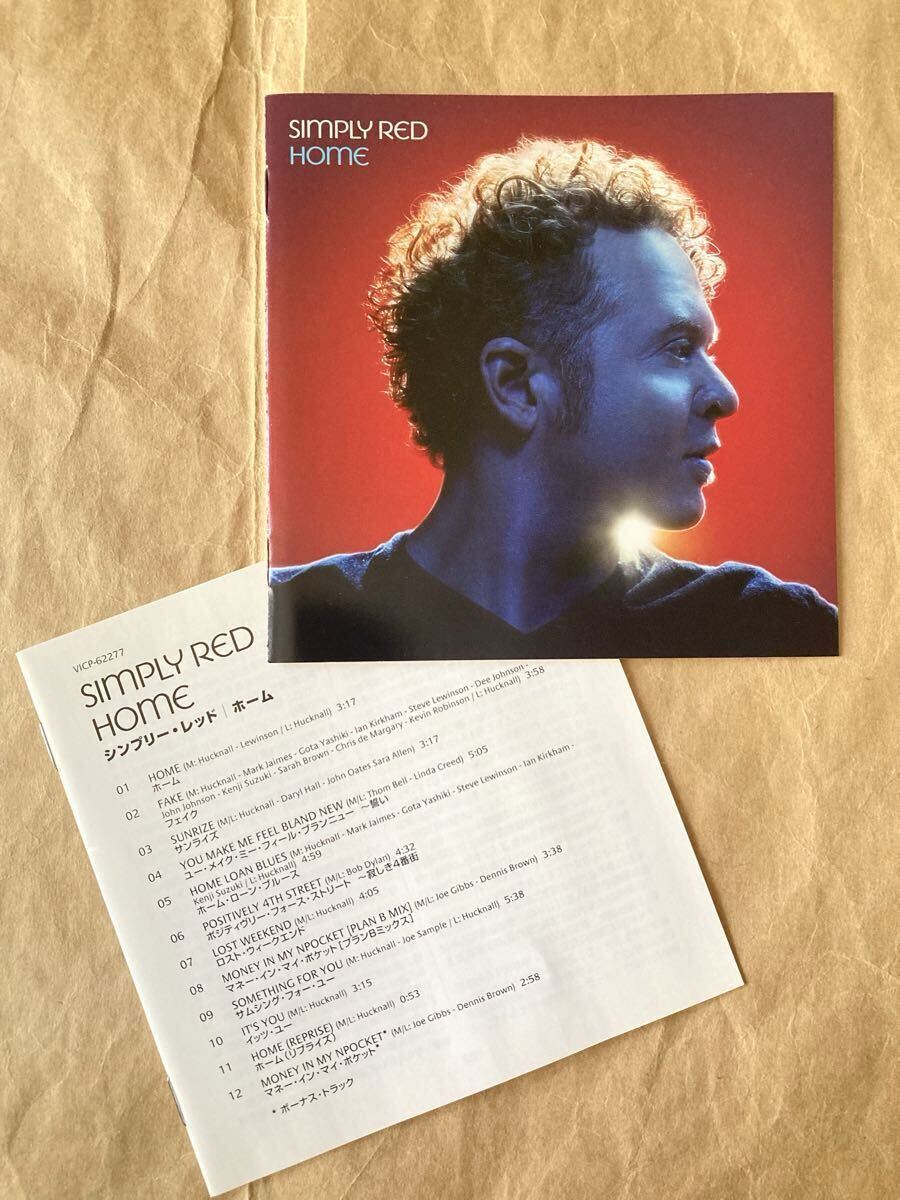 SIMPLY RED
HOME
VICP-62277
SIMPLY RED
HOME
シンプリー・レッド | ホーム
01 HOME (M: Hucknall - Lewinson / L: Hucknall) 3:17
ホーム
02 FAKE (M: Hucknall - Mark Jaimes - Gota Yashiki - Ian Kirkham - Steve Lewinson - Dee Johnson -
John Johnson - Kenji Suzuki - Sarah Brown - Chris de Margary - Kevin Robinson / L: Hucknall) 3:58
フェイク
03 SUNRIZE (M/L: Hucknall - Daryl Hall - John Oates Sara Allen) 3:17
サンライズ
04 YOU MAKE ME FEEL BLAND NEW (M/L: Thom Bell - Linda Creed) 5:05
ユー・メイク・ミー・フィール・ブランニュー ～誓い
05 HOME LOAN BLUES (M: Hucknall - Mark Jaimes - Gota Yashiki - Steve Lewinson - Ian Kirkham -
Kenji Suzuki / L: Hucknall) 4:59
ホーム・ローン・ブルース
06 POSITIVELY 4TH STREET (M/L: Bob Dylan) 4:32
ポジティヴリー・フォース・ストリート ～寂しき4番街
07 LOST WEEKEND (M/L: Hucknall) 4:05
ロスト・ウィークエンド
08 MONEY IN MY NPOCKET [PLAN B MIX] (M/L: Joe Gibbs - Dennis Brown) 3:38
マネー・イン・マイ・ポケット [プランBミックス]
09 SOMETHING FOR YOU (M: Hucknall - Joe Sample / L: Hucknall) 5:38
サムシング・フォー・ユー
10 IT'S YOU (M/L: Hucknall) 3:15
イッツ・ユー
11 HOME (REPRISE) (M/L: Hucknall) 0:53
ホーム (リプライズ)
12 MONEY IN MY NPOCKET* (M/L: Joe Gibbs - Dennis Brown) 2:58
マネー・イン・マイ・ポケット*
* ボーナス・トラック